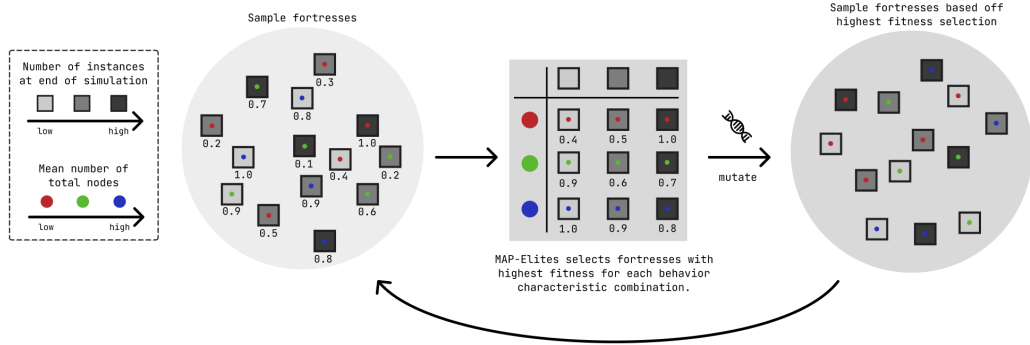 Number of instances
at end of simulation
low
high
Mean number of
total nodes
low
high
Sample fortresses
0.3
0.7
0.8
0.2
1.0
0.1
1.0
0.4
0.2
0.9
0.9
0.6
0.5
0.8
0.4 0.5 1.0
0.9 0.6 0.7
1.0 0.9 0.8
MAP-Elites selects fortresses with
highest fitness for each behavior
characteristic combination.
mutate
Sample fortresses based off
highest fitness selection